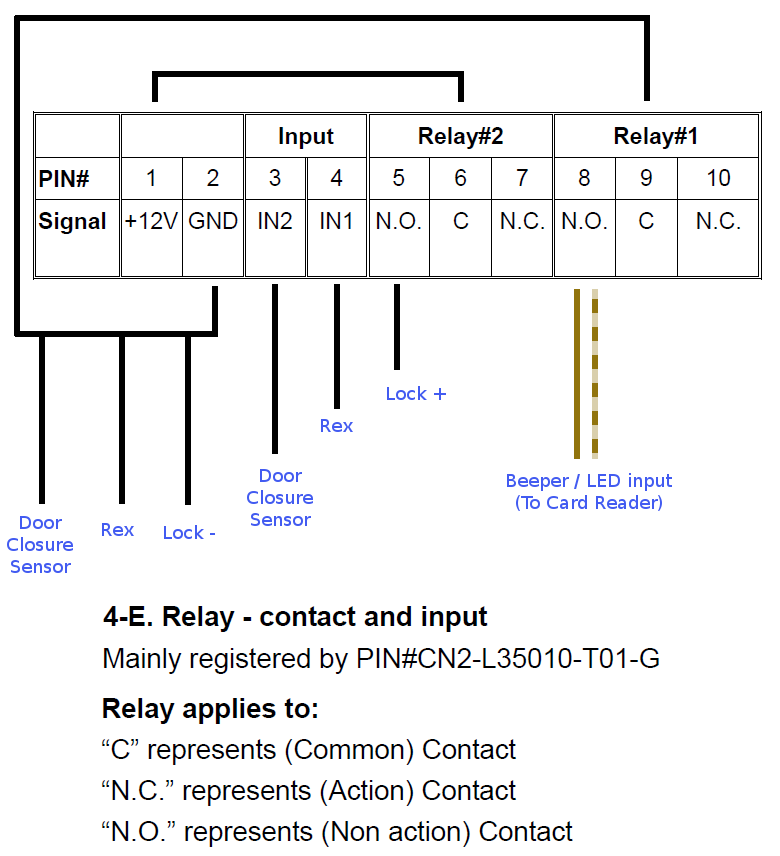 Input Relay#2 Relay#1
PIN# 1 2 3 4 5 6 7 8 9 10
Signal +12V GND IN2 IN1 N.O. C N.C. N.O. C N.C.
Lock +
Rex
Door
Closure
Sensor
Beeper / LED input
(To Card Reader)
Door
Closure
Sensor
Rex
Lock -
4-E. Relay - contact and input
Mainly registered by PIN#CN2-L35010-T01-G
Relay applies to:
“C” represents (Common) Contact
“N.C.” represents (Action) Contact
“N.O.” represents (Non action) Contact